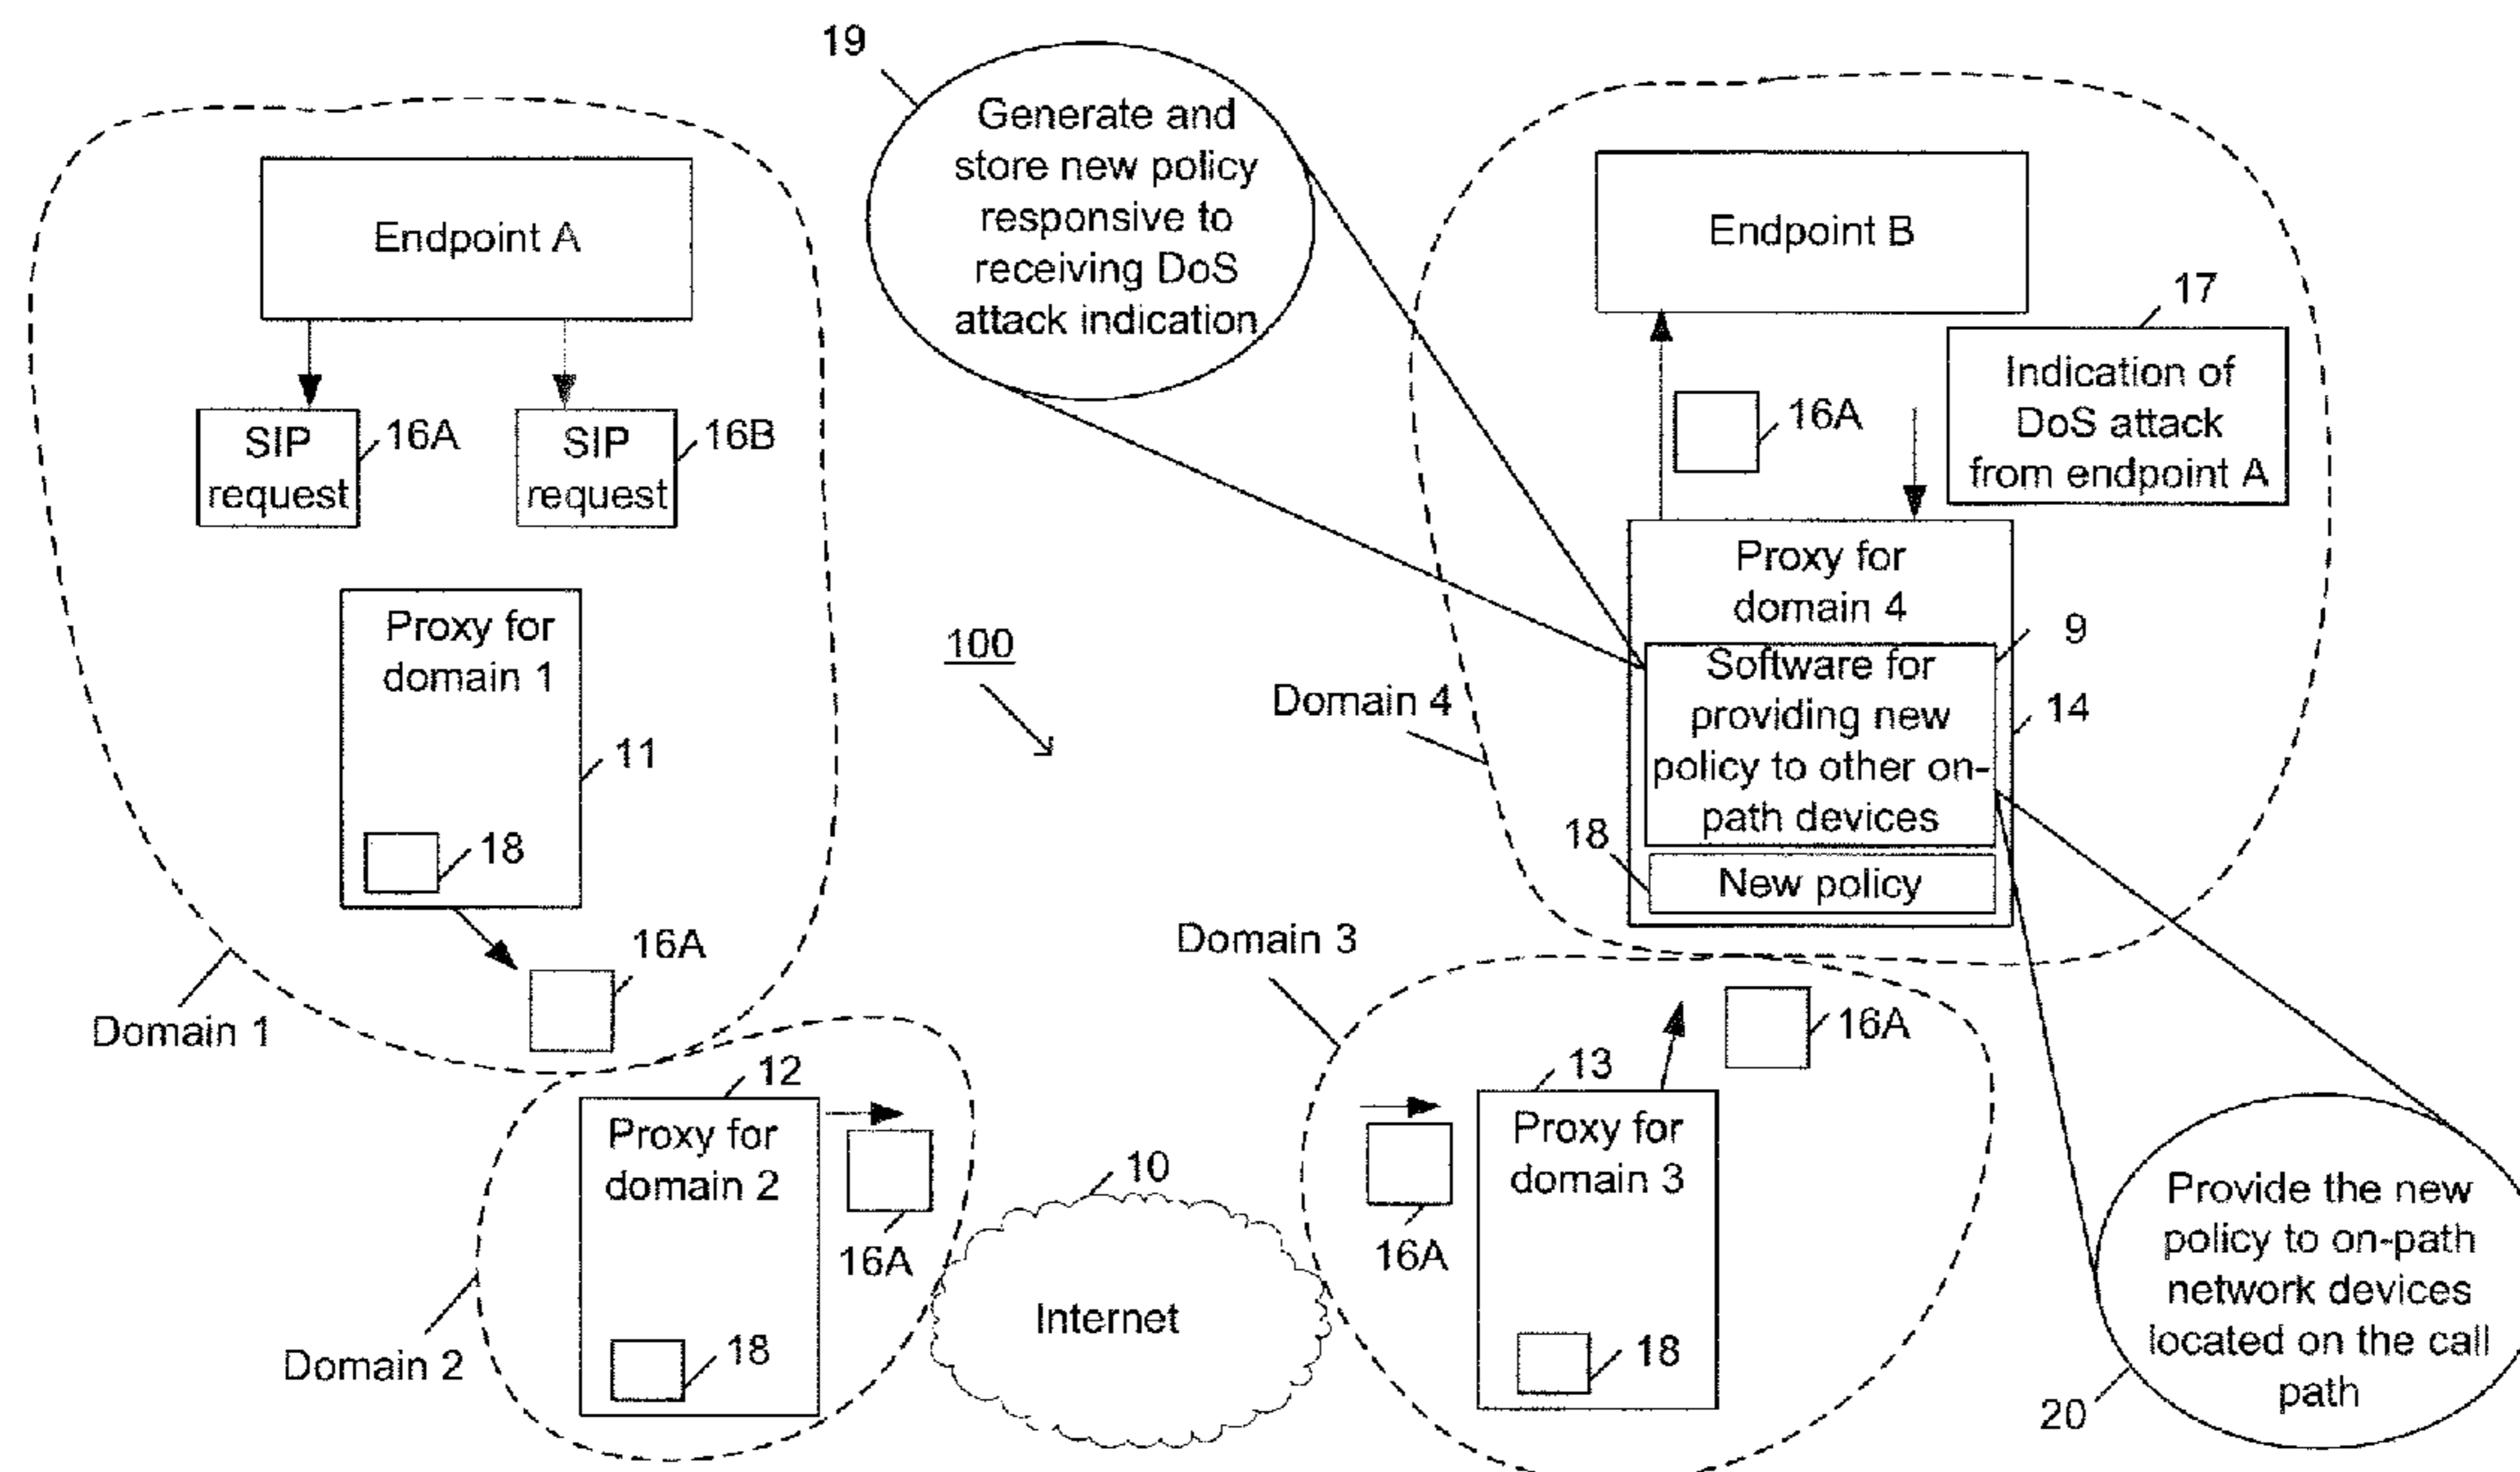 19
Generate and
store new policy
responsive to
receiving DoS
attack indication
Endpoint A
SIP
request
16A
SIP
request
16B
Proxy for
domain 1
11
18
16A
Domain 1
100
Endpoint B
17
Indication of
DoS attack
from endpoint A
16A
Proxy for
domain 4
Software for
providing new
policy to other on-
path devices
9
14
18
New policy
Domain 4
Domain 3
16A
12
Proxy for
domain 2
16A
18
Domain 2
10
Internet
13
Proxy for
domain 3
16A
18
Provide the new
policy to on-path
network devices
located on the call
path
20